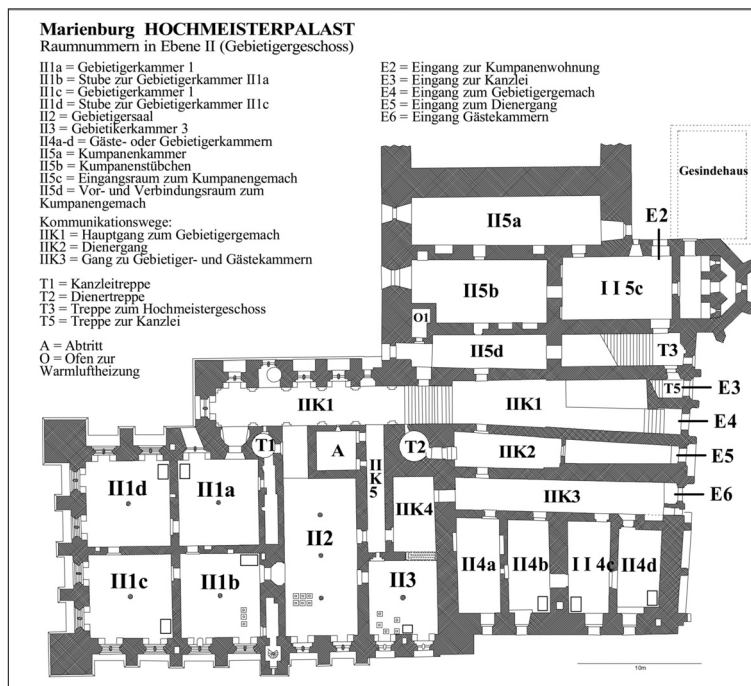 Marienburg HOCHMEISTERPALAST
Raumnummern in Ebene II (Gebietigergeschoss)
II1a = Gebietigerkammer 1
II1b = Stube zur Gebietigerkammer II1a
II1c = Gebietigerkammer 1
II1d = Stube zur Gebietigerkammer II1c
II2 = Gebietigersaal
II3 = Gebietikerkammer 3
II4a-d = Gäste- oder Gebietigerkammern
II5a = Kumpanenkammer
II5b = Kumpanenstübchen
II5c = Eingangsraum zum Kumpanengemach
II5d = Vor- und Verbindungsraum zum
Kumpanengemach
Kommunikationswege:
IIK1 = Hauptgang zum Gebietigergemach
IIK2 = Dienergang
IIK3 = Gang zu Gebietiger- und Gästekammern
T1 = Kanzleitreppe
T2 = Dienertreppe
T3 = Treppe zum Hochmeistergeschoss
T5 = Treppe zur Kanzlei
A = Abtritt
O = Ofen zur
Warmluftheizung
E2 = Eingang zur Kumpanenwohnung
E3 = Eingang zur Kanzlei
E4 = Eingang zum Gebietigergemach
E5 = Eingang zum Dienergang
E6 = Eingang Gästekammern
Gesindehaus
E2
II5a
II5b
I I 5c
O1
II5d
T3
T5
E3
IIK1
IIK1
E4
T1
A
T2
IIK2
E5
IIK5
IIK3
E6
II1d
II1a
IIK4
II2
II4a
II4b
I I 4c
II4d
II1c
II1b
II3
10m